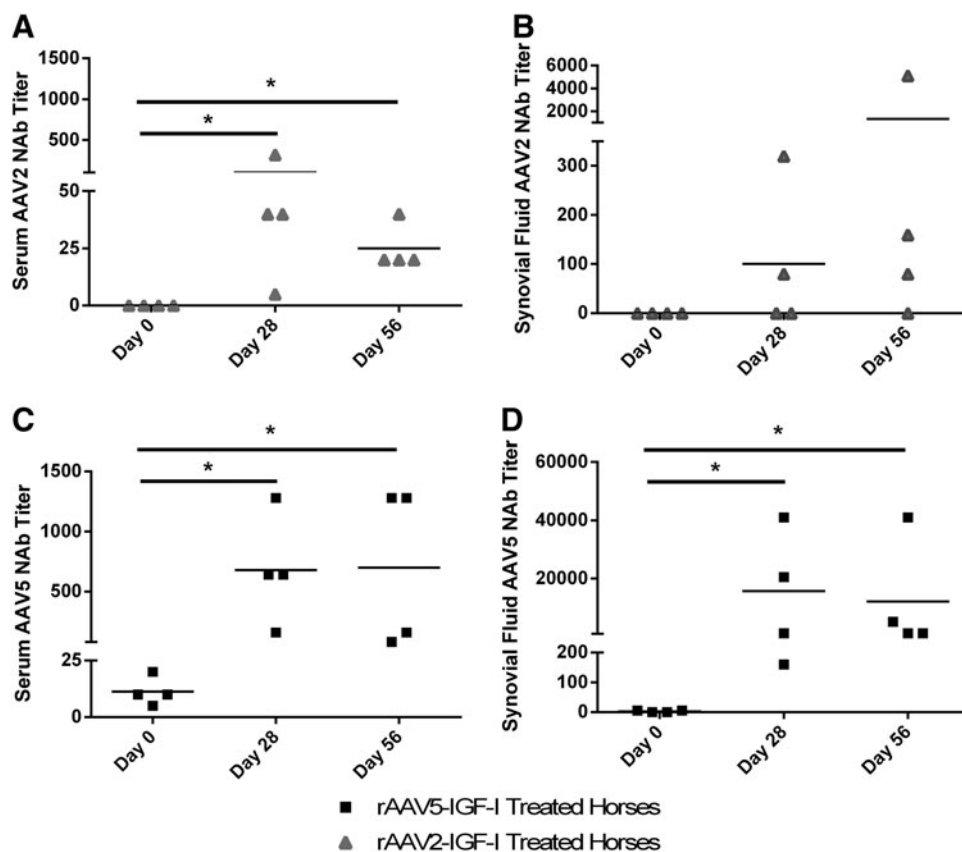 A
Serum AAV2 NAb Titer
1500
1000
500
50
25
0
*
*
Day 0
Day 28
Day 56
B
Synovial Fluid AAV2 NAb Titer
6000
4000
2000
300
200
100
0
Day 0
Day 28
Day 56
C
Serum AAV5 NAb Titer
1500
1000
500
25
0
*
*
Day 0
Day 28
Day 56
D
Synovial Fluid AAV5 NAb Titer
60000
40000
20000
200
100
0
*
*
Day 0
Day 28
Day 56
rAAV5-IGF-I Treated Horses
rAAV2-IGF-I Treated Horses